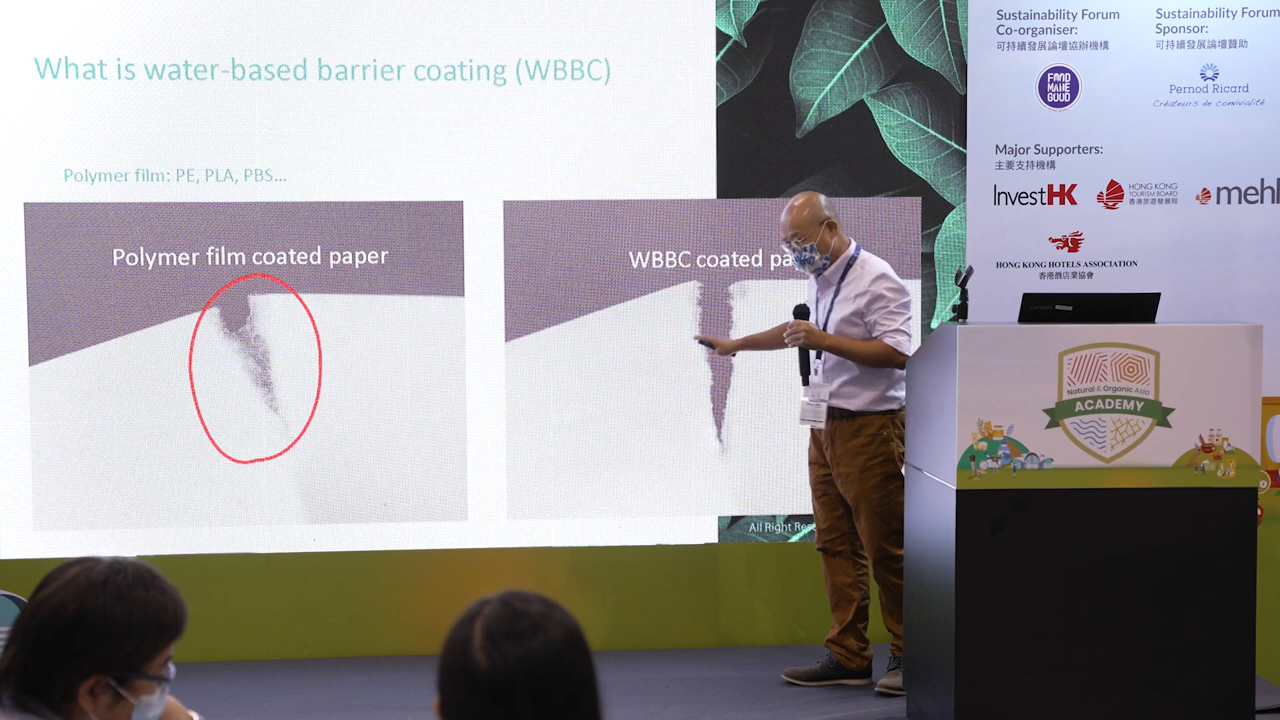 What is water-based barrier coating (WBBC)
Polymer film: PE, PLA, PBS...
Polymer film coated paper
WBBC coated
All Right
Sustainability Forum
Co-organiser:
可持續發展論壇協辦機構
FOOD
MADE
GOOD
Sustainability Forum
Sponsor:
可持續發展論壇贊助
Pernod Ricard
Créateurs de convivialité
Major Supporters:
主要支持機構
InvestHK
HONG KONG
TOURISM BOARD
香港旅遊發展局
HONG KONG HOTELS ASSOCIATION
香港酒店業協會
Lenovo
Natural & Organic Asia
ACADEMY